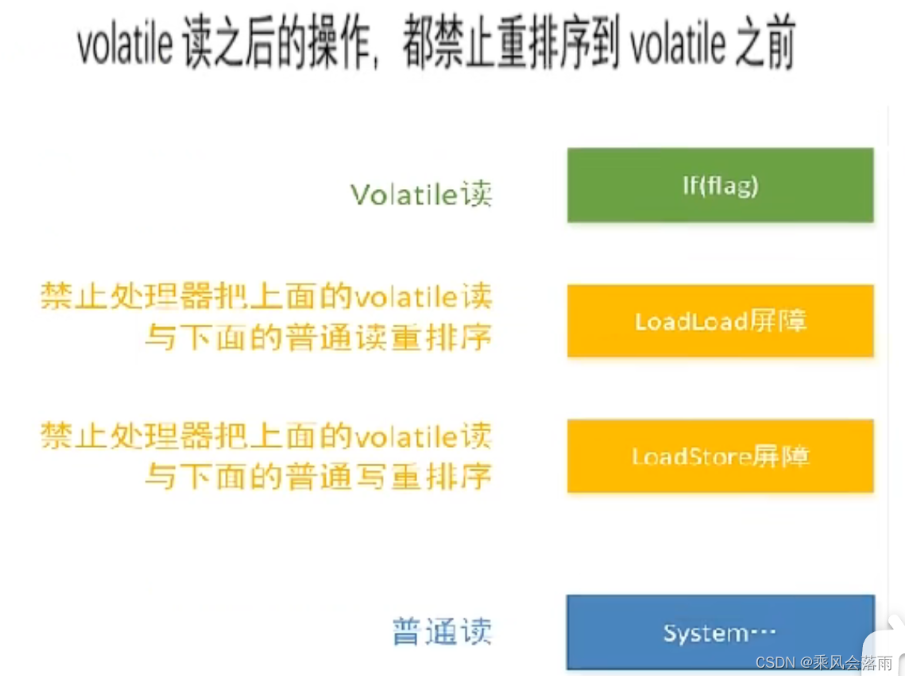 volatile 读之后的操作，都禁止重排序到 volatile 之前
Volatile读
If(flag)
禁止处理器把上面的volatile读
与下面的普通读重排序
LoadLoad屏障
禁止处理器把上面的volatile读
与下面的普通写重排序
LoadStore屏障
普通读
System…
CSDN @乘风会落雨